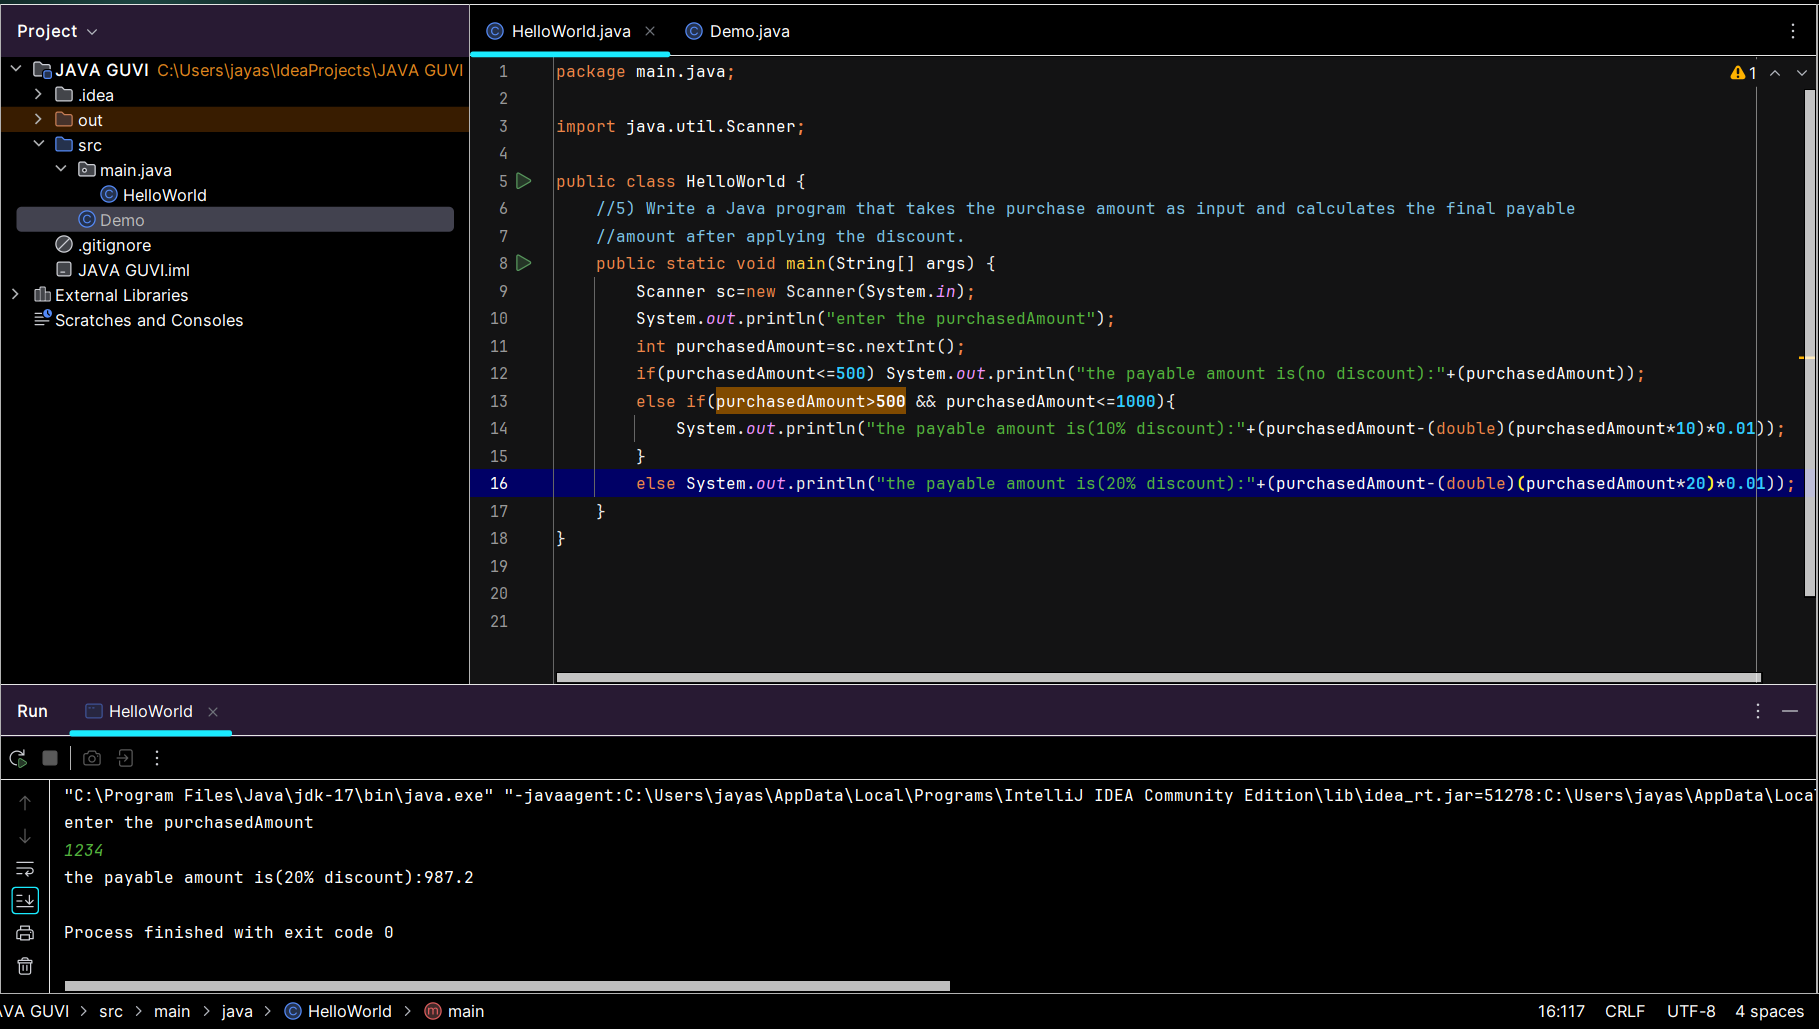 Project
JAVA GUVI C:\Users\jayas\IdeaProjects\JAVA GUVI
.idea
out
src
main.java
HelloWorld
Demo
.gitignore
JAVA GUVI.iml
External Libraries
Scratches and Consoles
HelloWorld.java Demo.java
1 package main.java;
2
3 import java.util.Scanner;
4
5 public class HelloWorld {
6 //5) Write a Java program that takes the purchase amount as input and calculates the final payable
7 //amount after applying the discount.
8 public static void main(String[] args) {
9 Scanner sc=new Scanner(System.in);
10 System.out.println("enter the purchasedAmount");
11 int purchasedAmount=sc.nextInt();
12 if(purchasedAmount<=500) System.out.println("the payable amount is(no discount):"+(purchasedAmount));
13 else if(purchasedAmount>500 && purchasedAmount<=1000){
14 System.out.println("the payable amount is(10% discount):"+(purchasedAmount-(double)(purchasedAmount*10)*0.01));
15 }
16 else System.out.println("the payable amount is(20% discount):"+(purchasedAmount-(double)(purchasedAmount*20)*0.01));
17 }
18 }
19
20
21
1
Run HelloWorld
"C:\Program Files\Java\jdk-17\bin\java.exe" "-javaagent:C:\Users\jayas\AppData\Local\Programs\IntelliJ IDEA Community Edition\lib\idea_rt.jar=51278:C:\Users\jayas\AppData\Loca
enter the purchasedAmount
1234
the payable amount is(20% discount):987.2
Process finished with exit code 0
AVA GUVI > src > main > java > HelloWorld > main 16:117 CRLF UTF-8 4 spaces